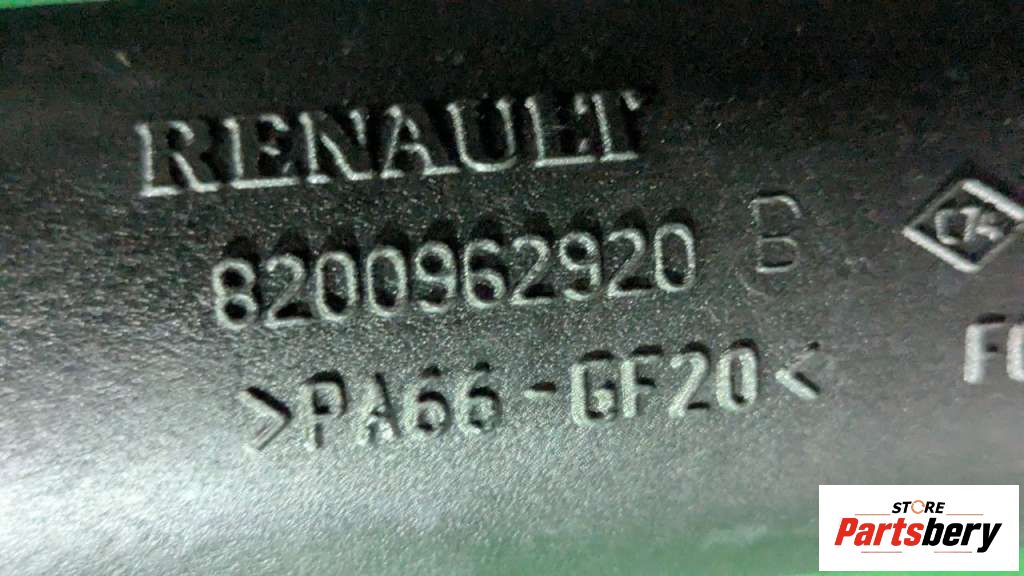 RENAULT
8200962920 B
>PA66-GF20<
STORE
Partsbery